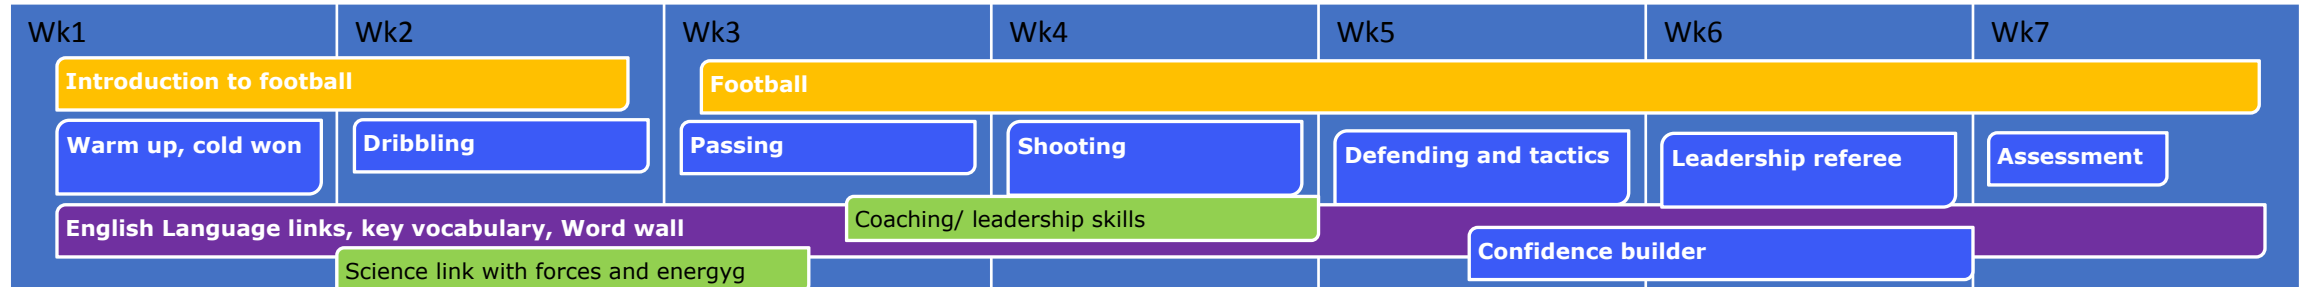 Wk1
Wk2
Wk3
Wk4
Wk5
Wk6
Wk7
Introduction to football
Football
Warm up, cold won
Dribbling
Passing
Shooting
Defending and tactics
Leadership referee
Assessment
English Language links, key vocabulary, Word wall
Coaching/ leadership skills
Confidence builder
Science link with forces and energyg